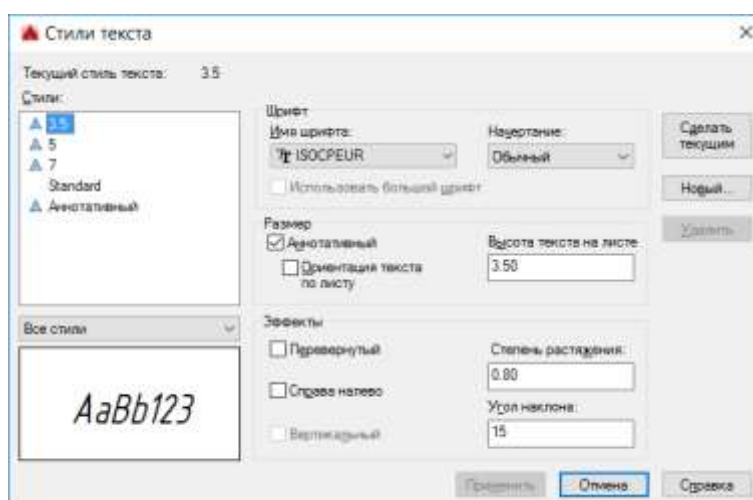 Стили текста
Текущий стиль текста: 3.5
Стили:
3.5
5
7
Standard
Аннотативный
Все стили
AaBb123
Шрифт
Имя шрифта:
ISOCPEUR
Начертание:
Обычный
Использовать большой шрифт
Размер
Аннотативный
Ориентация текста
по листу
Высота текста на листе
3.50
Эффекты
Перевернутый
Справа налево
Вертикальный
Степень растяжения:
0.80
Угол наклона:
15
Сделать
текущим
Новый...
Удалить
Применить
Отмена
Справка